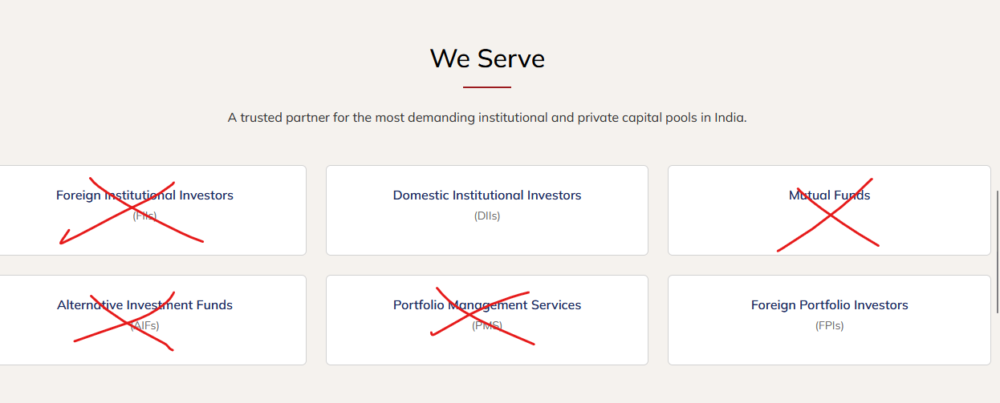 We Serve
A trusted partner for the most demanding institutional and private capital pools in India.
Foreign Institutional Investors
(FIIs)
Domestic Institutional Investors
(DIIs)
Mutual Funds
Alternative Investment Funds
(AIFs)
Portfolio Management Services
(PMS)
Foreign Portfolio Investors
(FPIs)